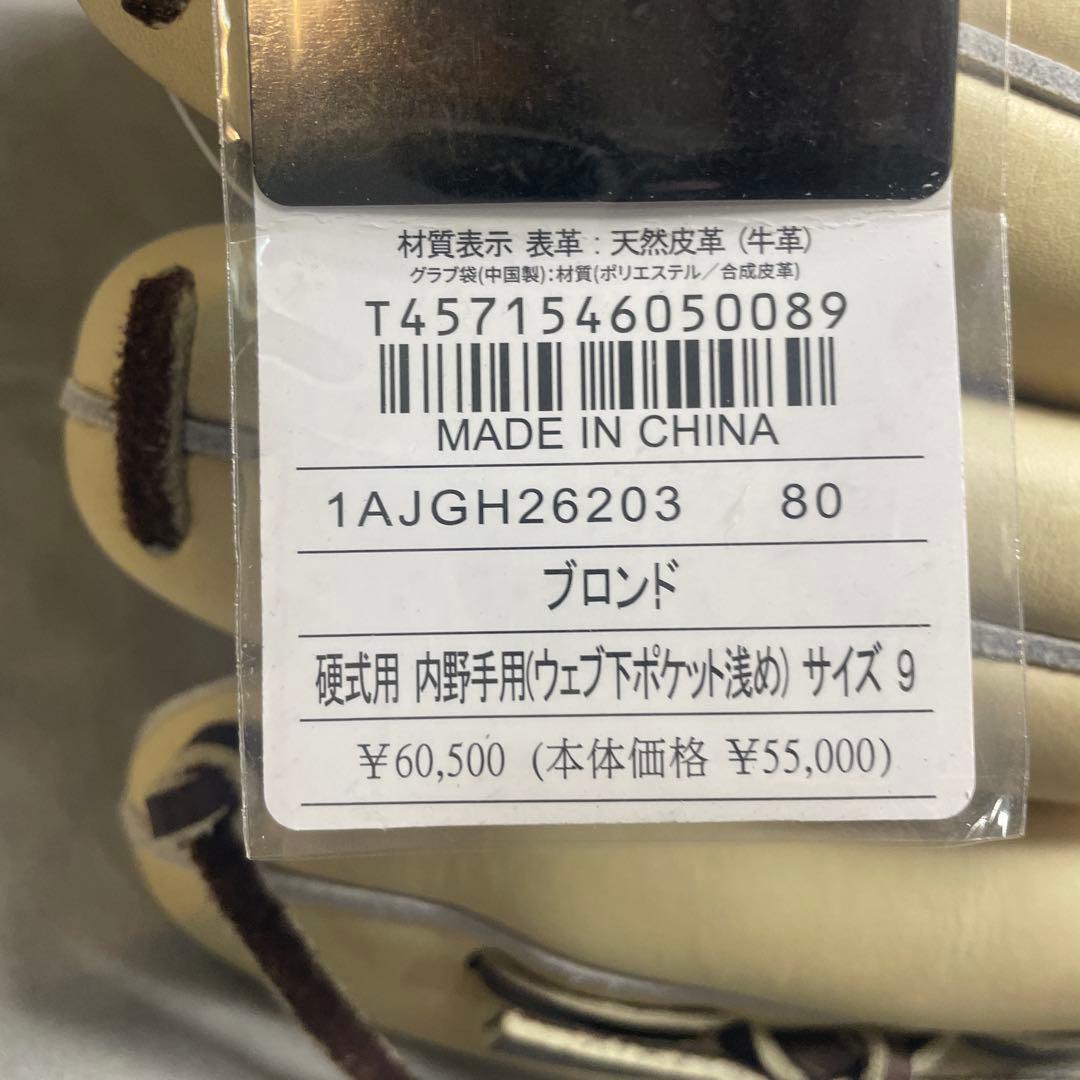 材質表示 表革：天然皮革（牛革）
グラブ袋(中国製)：材質(ポリエステル／合成皮革)
T4571546050089
MADE IN CHINA
1AJGH26203 80
ブロンド
硬式用 内野手用(ウェブ下ポケット浅め) サイズ 9
￥60,500 (本体価格 ￥55,000)